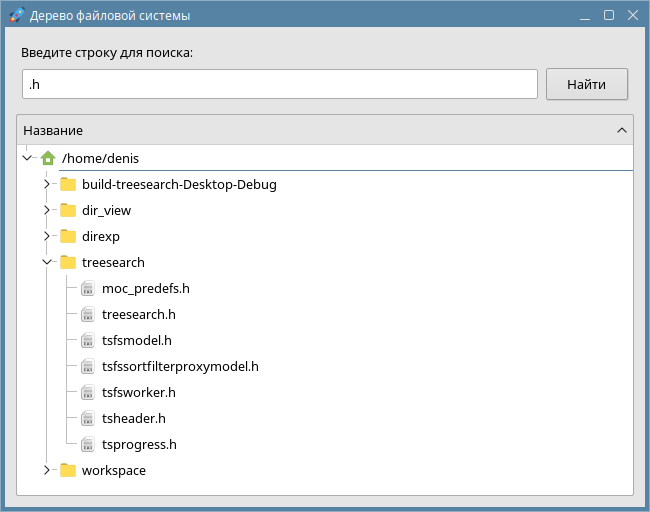 Дерево файловой системы
Введите строку для поиска:
.h
Найти
Название
/home/denis
build-treesearch-Desktop-Debug
dir_view
direxp
treesearch
moc_predefs.h
treesearch.h
tsfsmodel.h
tsfssortfilterproxymodel.h
tsfsworker.h
tsheader.h
tsprogress.h
workspace